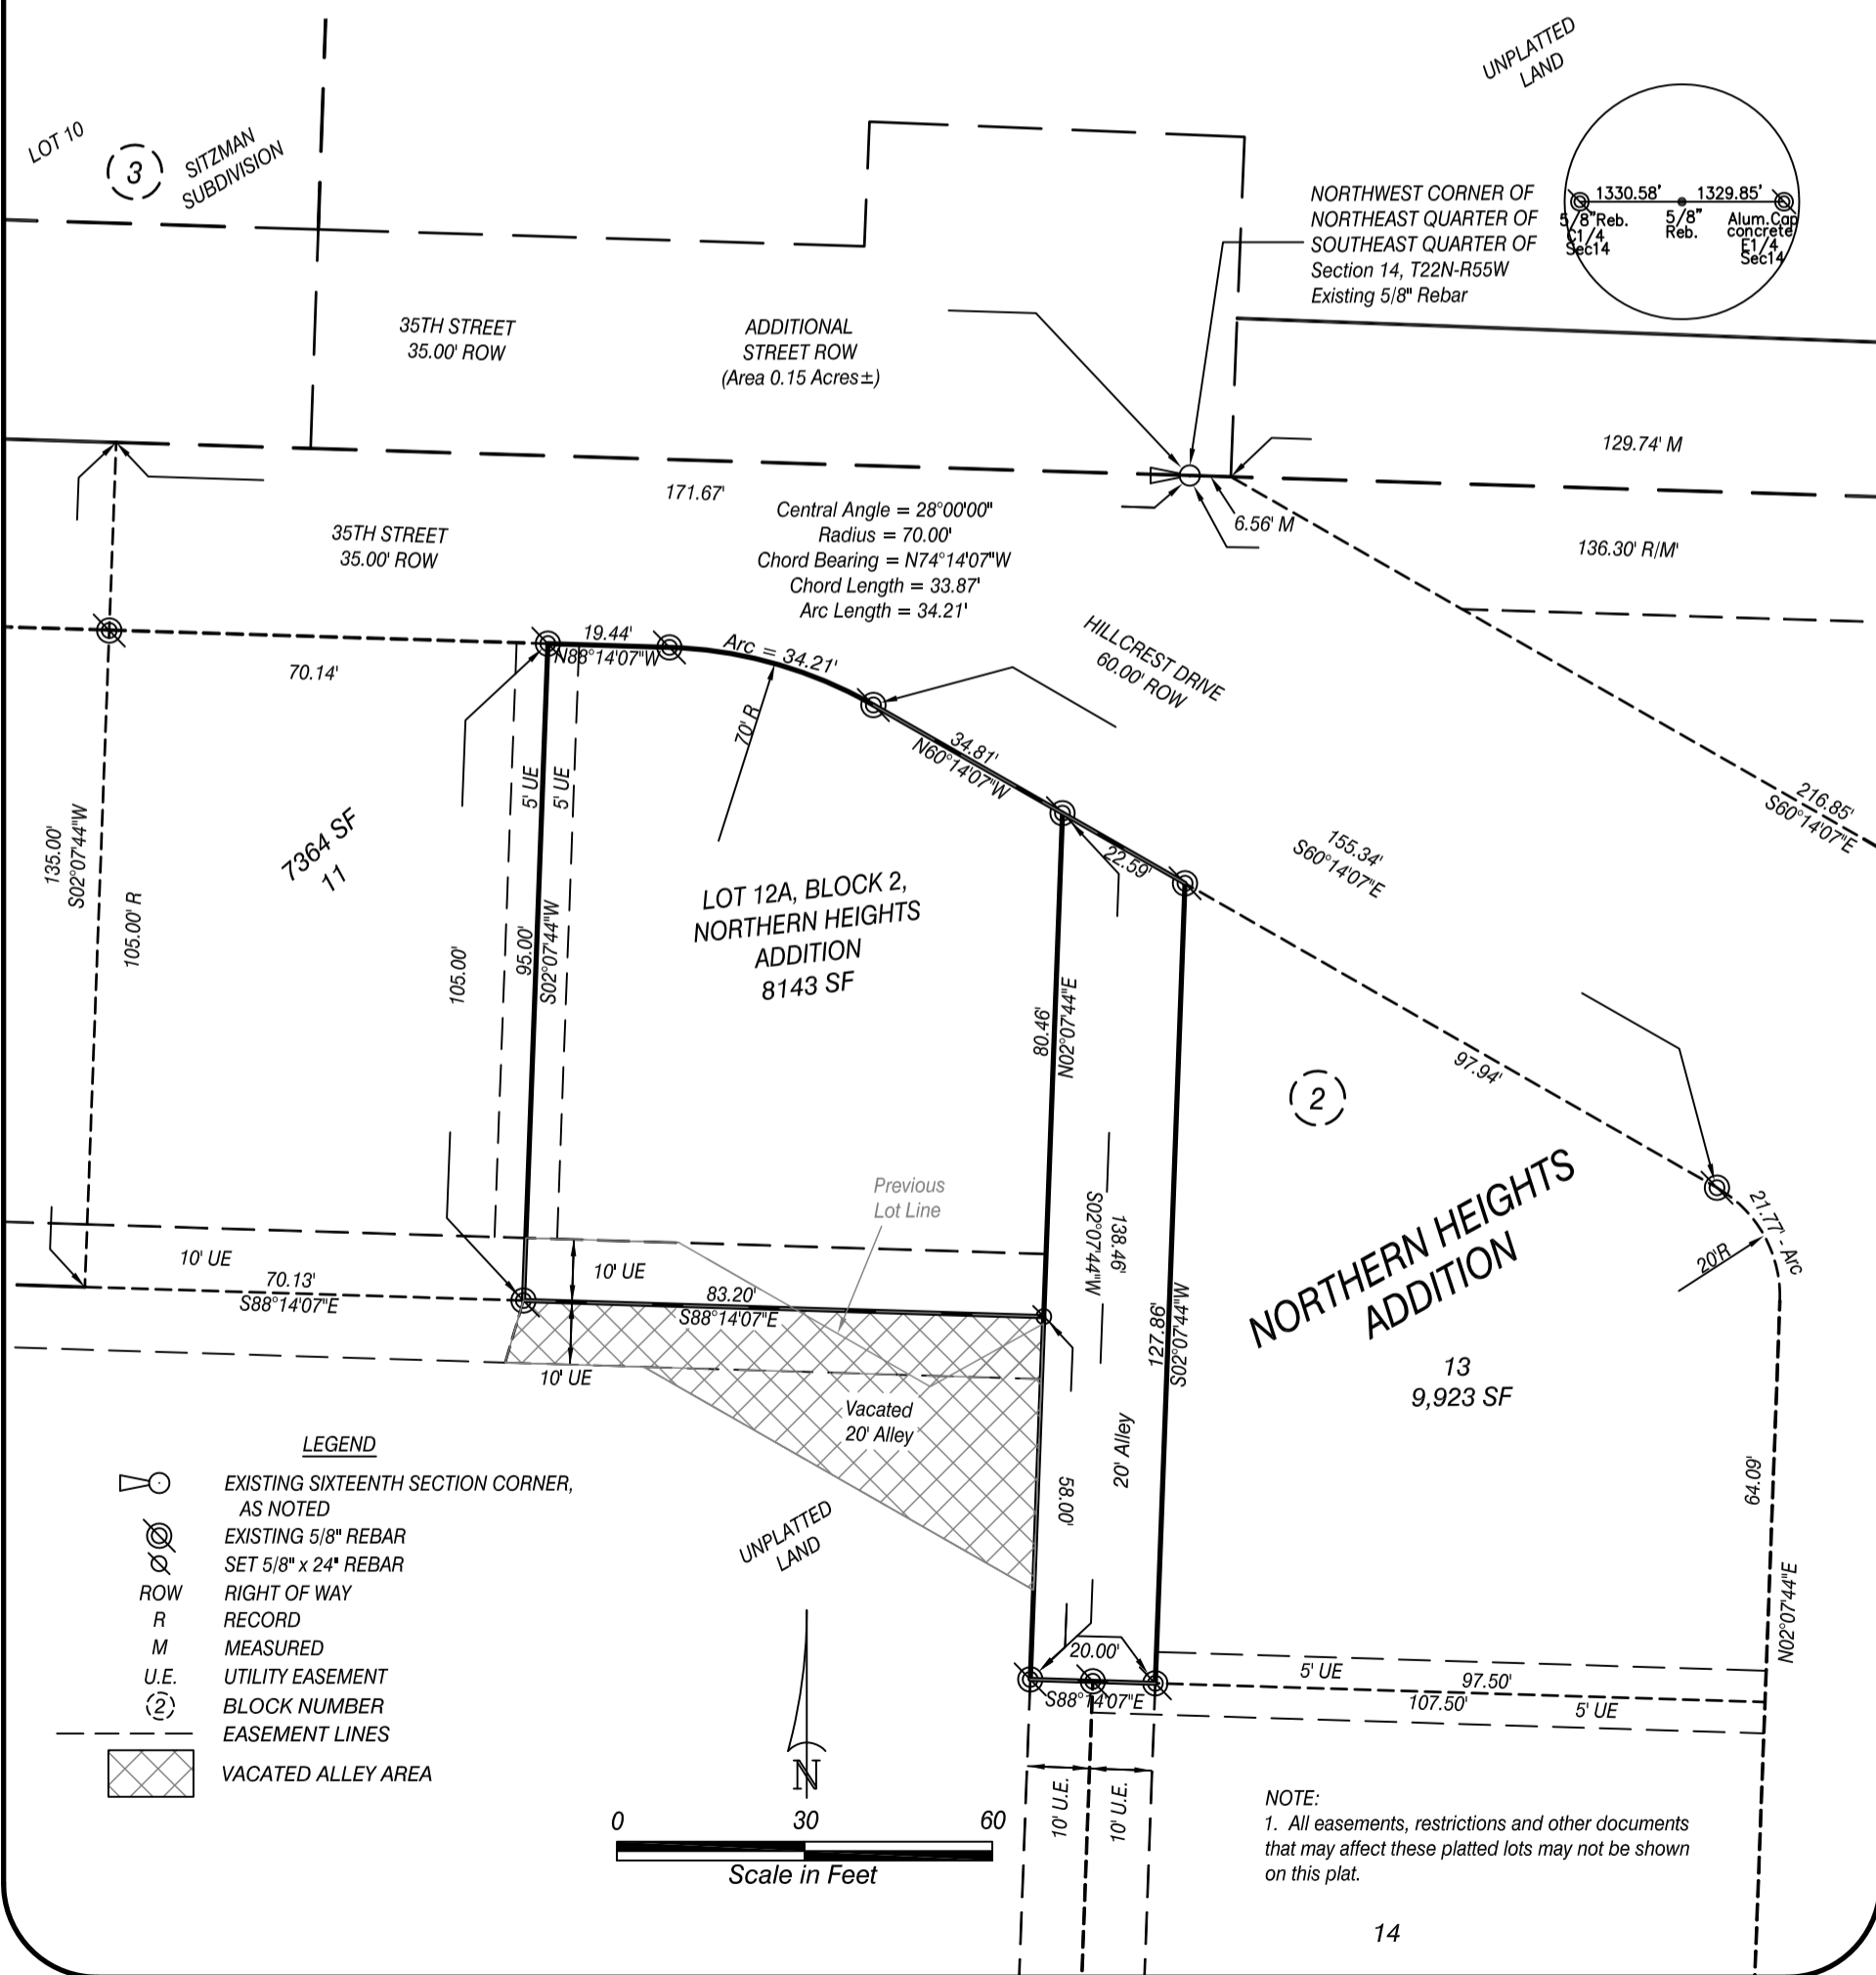 UNPLATTED
LAND
LOT 10
3
SITZMAN
SUBDIVISION
NORTHWEST CORNER OF
NORTHEAST QUARTER OF
SOUTHEAST QUARTER OF
Section 14, T22N-R55W
Existing 5/8" Rebar
1330.58'
1329.85'
5/8"Reb.
C1/4
Sec14
5/8"
Reb.
Alum.Cap
concrete
E1/4
Sec14
35TH STREET
35.00' ROW
ADDITIONAL
STREET ROW
(Area 0.15 Acres±)
129.74' M
171.67'
6.56' M
136.30' R/M'
35TH STREET
35.00' ROW
Central Angle = 28°00'00"
Radius = 70.00'
Chord Bearing = N74°14'07"W
Chord Length = 33.87'
Arc Length = 34.21'
HILLCREST DRIVE
60.00' ROW
19.44'
N88°14'07"W
Arc = 34.21'
70.14'
70' R
34.81'
N60°14'07"W
22.59'
155.34'
S60°14'07"E
216.85'
S60°14'07"E
135.00'
S02°07'44"W
105.00' R
7364 SF
11
105.00'
5' UE
5' UE
95.00'
S02°07'44"W
LOT 12A, BLOCK 2,
NORTHERN HEIGHTS
ADDITION
8143 SF
80.46'
N02°07'44"E
97.94'
2
NORTHERN HEIGHTS
ADDITION
21.77' - Arc
20'R
Previous
Lot Line
138.46'
S02°07'44"W
127.86'
S02°07'44"W
10' UE
70.13'
S88°14'07"E
10' UE
83.20'
S88°14'07"E
10' UE
Vacated
20' Alley
20' Alley
58.00'
13
9,923 SF
64.09'
N02°07'44"E
UNPLATTED
LAND
LEGEND
EXISTING SIXTEENTH SECTION CORNER,
AS NOTED
EXISTING 5/8" REBAR
SET 5/8" x 24" REBAR
ROW RIGHT OF WAY
R RECORD
M MEASURED
U.E. UTILITY EASEMENT
2 BLOCK NUMBER
EASEMENT LINES
VACATED ALLEY AREA
20.00'
S88°14'07"E
5' UE
97.50'
107.50'
5' UE
10' U.E.
10' U.E.
N
0 30 60
Scale in Feet
NOTE:
1. All easements, restrictions and other documents
that may affect these platted lots may not be shown
on this plat.
14